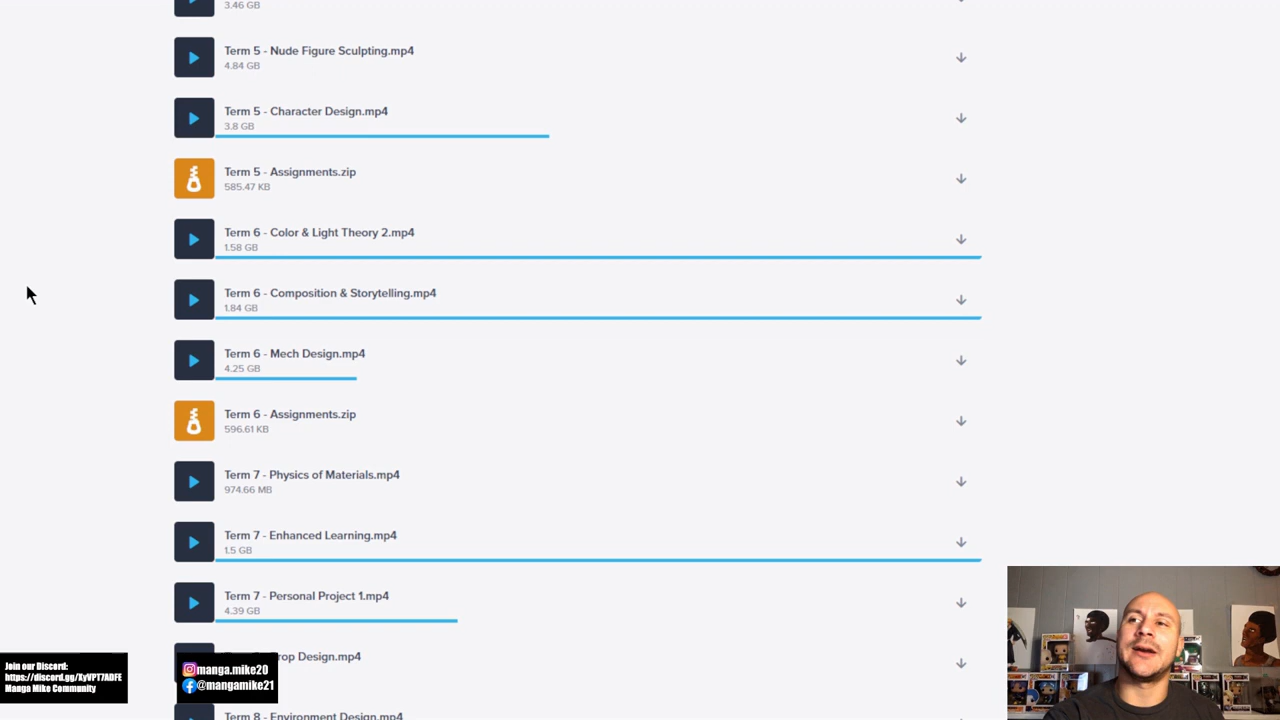 3.46 GB
Term 5 - Nude Figure Sculpting.mp4
4.84 GB
Term 5 - Character Design.mp4
3.8 GB
Term 5 - Assignments.zip
585.47 KB
Term 6 - Color & Light Theory 2.mp4
1.58 GB
Term 6 - Composition & Storytelling.mp4
1.84 GB
Term 6 - Mech Design.mp4
4.25 GB
Term 6 - Assignments.zip
596.61 KB
Term 7 - Physics of Materials.mp4
974.66 MB
Term 7 - Enhanced Learning.mp4
1.5 GB
Term 7 - Personal Project 1.mp4
4.39 GB
Design.mp4
Term 8 - Environment Design.mp4
Join our Discord:
https://discord.gg/XyVPT7ADFE
Manga Mike Community
manga.mike20
@mangamike21